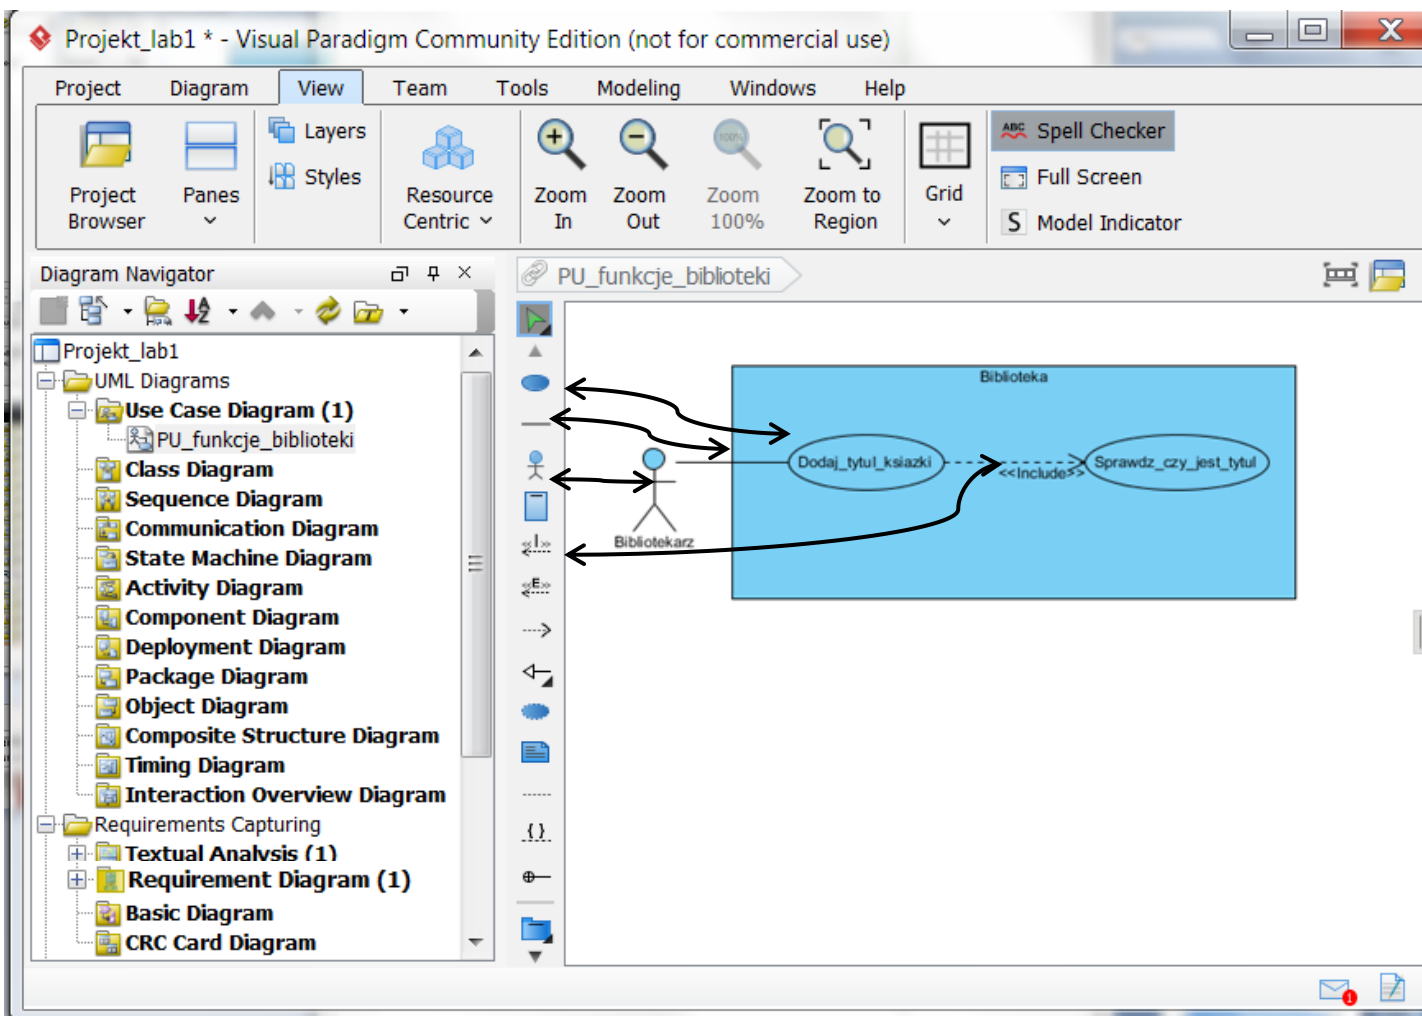 Projekt_lab1 * - Visual Paradigm Community Edition (not for commercial use)
Project Diagram View Team Tools Modeling Windows Help
Project Browser
Panes
Layers
Styles
Resource Centric
Zoom In
Zoom Out
100%
Zoom 100%
Zoom to Region
Grid
ABC Spell Checker
Full Screen
S Model Indicator
Diagram Navigator
PU_funkcje_biblioteki
Projekt_lab1
UML Diagrams
Use Case Diagram (1)
PU_funkcje_biblioteki
Class Diagram
Sequence Diagram
Communication Diagram
State Machine Diagram
Activity Diagram
Component Diagram
Deployment Diagram
Package Diagram
Object Diagram
Composite Structure Diagram
Timing Diagram
Interaction Overview Diagram
Requirements Capturing
Textual Analysis (1)
Requirement Diagram (1)
Basic Diagram
CRC Card Diagram
<<I>>
<<E>>
{ }
Biblioteka
Dodaj_tytul_ksiazki
<<Include>>
Sprawdz_czy_jest_tytul
Bibliotekarz
1